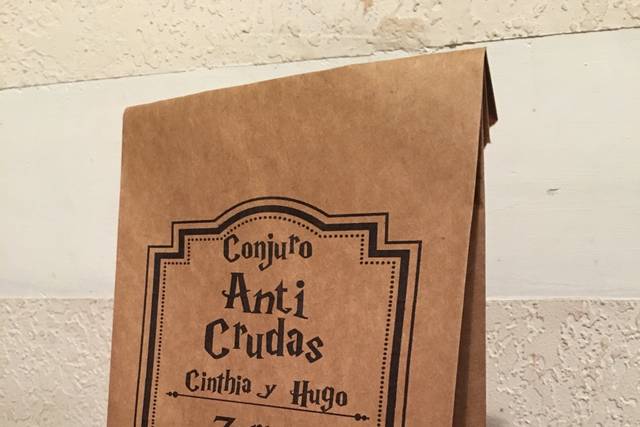 Conjuro
Anti
Crudas
Cinthia y Hugo